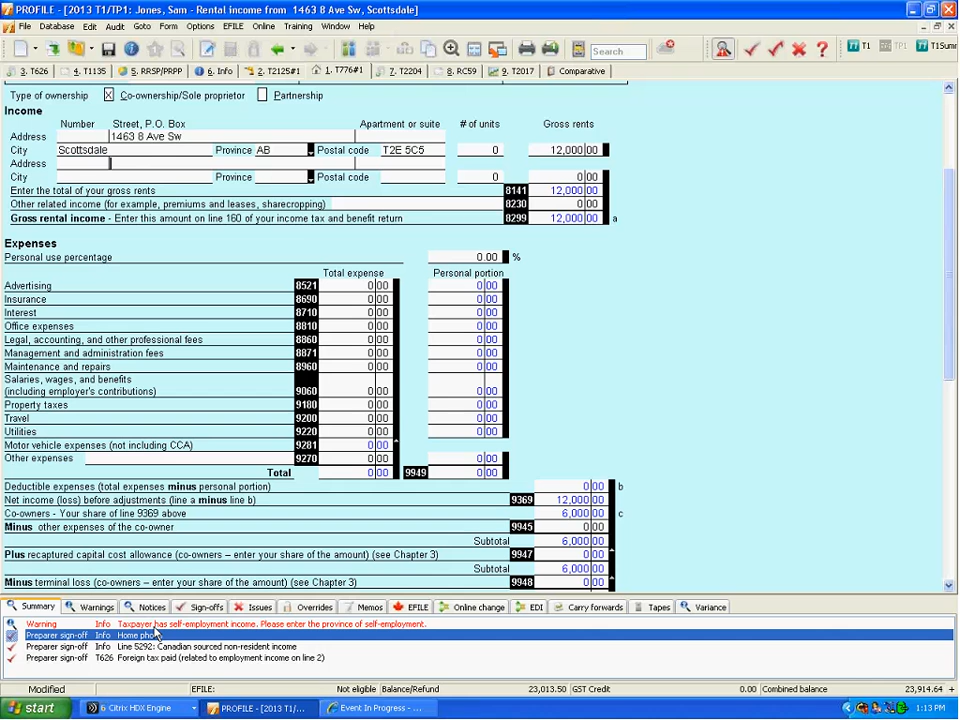 PROFILE - [2013 T1/TP1: Jones, Sam - Rental income from 1463 8 Ave Sw, Scottsdale]
File Database Edit Audit Goto Form Options EFILE Online Training Window Help
Search T1 TP1 T1Summ
3. T626 4. T1135 5. RRSP/PRPP 6. Info 2. T2125#1 1. T776#1 7. T2204 8. RC59 9. T2017 Comparative
Type of ownership X Co-ownership/Sole proprietor Partnership
Income
Number Street, P.O. Box Apartment or suite # of units Gross rents
Address 1463 8 Ave Sw
City Scottsdale Province AB Postal code T2E 5C5 0 12,000 00
Address
City Province Postal code 0 0 00
Enter the total of your gross rents 8141 12,000 00
Other related income (for example, premiums and leases, sharecropping) 8230 0 00
Gross rental income - Enter this amount on line 160 of your income tax and benefit return 8299 12,000 00 a
Expenses
Personal use percentage 0.00 %
Total expense Personal portion
Advertising 8521 0 00 0 00
Insurance 8690 0 00 0 00
Interest 8710 0 00 0 00
Office expenses 8810 0 00 0 00
Legal, accounting, and other professional fees 8860 0 00 0 00
Management and administration fees 8871 0 00 0 00
Maintenance and repairs 8960 0 00 0 00
Salaries, wages, and benefits
(including employer's contributions) 9060 0 00 0 00
Property taxes 9180 0 00 0 00
Travel 9200 0 00 0 00
Utilities 9220 0 00 0 00
Motor vehicle expenses (not including CCA) 9281 0 00
Other expenses 9270 0 00 0 00
Total 0 00 9949 0 00
Deductible expenses (total expenses minus personal portion) 0 00 b
Net income (loss) before adjustments (line a minus line b) 9369 12,000 00
Co-owners - Your share of line 9369 above 6,000 00 c
Minus other expenses of the co-owner 9945 0 00
Subtotal 6,000 00
Plus recaptured capital cost allowance (co-owners – enter your share of the amount) (see Chapter 3) 9947 0 00
Subtotal 6,000 00
Minus terminal loss (co-owners – enter your share of the amount) (see Chapter 3) 9948 0 00
Summary Warnings Notices Sign-offs Issues Overrides Memos EFILE Online change EDI Carry forwards Tapes Variance
Warning Info Taxpayer has self-employment income. Please enter the province of self-employment.
Preparer sign-off Info Home phone
Preparer sign-off Info Line 5292: Canadian sourced non-resident income
Preparer sign-off T626 Foreign tax paid (related to employment income on line 2)
Modified EFILE: Not eligible Balance/Refund 23,013.50 GST Credit 0.00 Combined balance 23,914.64
start 6 Citrix HDX Engine PROFILE - [2013 T1/... Event In Progress - ... 1:13 PM